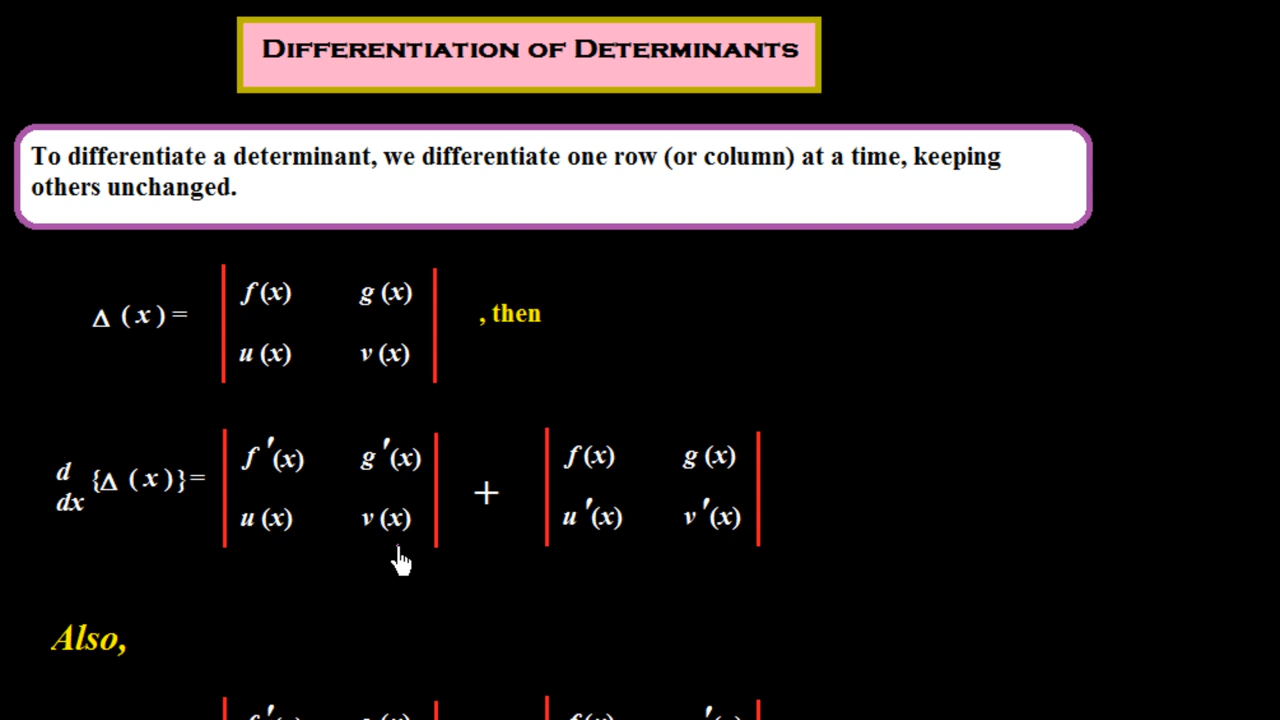 DIFFERENTIATION OF DETERMINANTS
To differentiate a determinant, we differentiate one row (or column) at a time, keeping
others unchanged.
f (x) g (x)
Δ ( x ) = , then
u (x) v (x)
f ′(x) g ′(x) f (x) g (x)
d
{Δ ( x )}= +
dx
u (x) v (x) u ′(x) v ′(x)
Also,